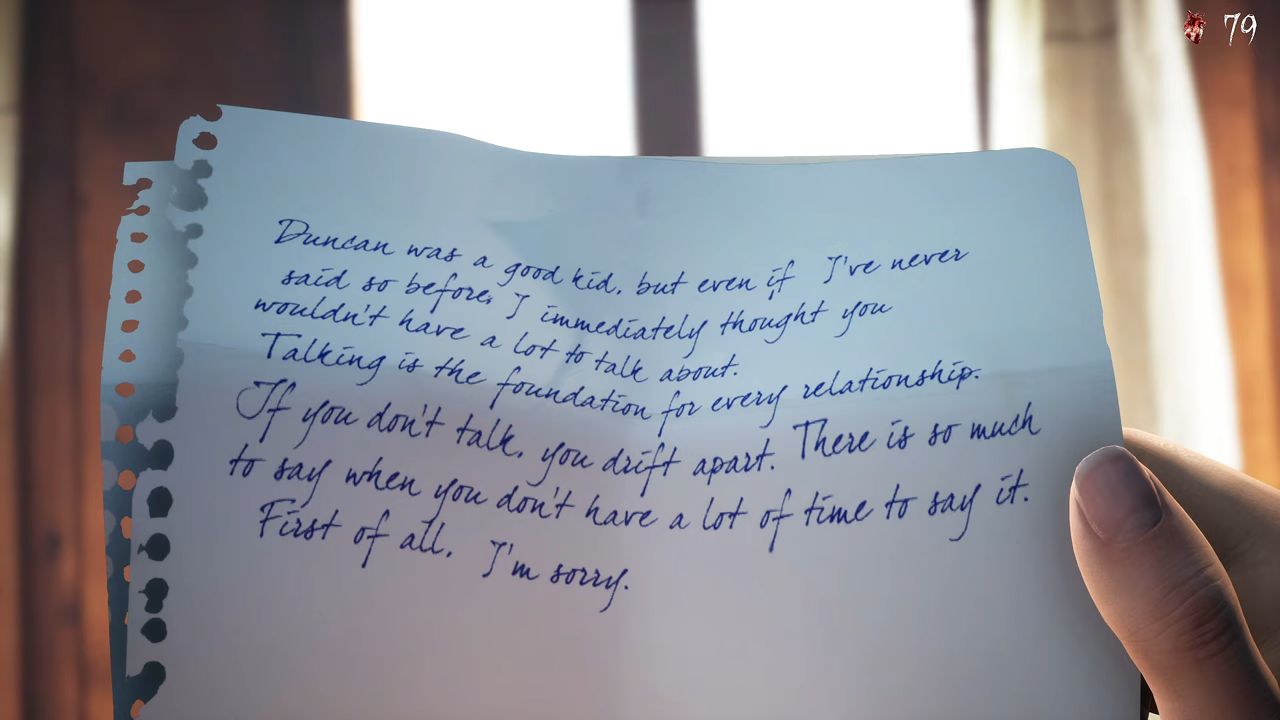 79
Duncan was a good kid, but even if I've never
said so before, I immediately thought you
wouldn't have a lot to talk about.
Talking is the foundation for every relationship.
If you don't talk, you drift apart. There is so much
to say when you don't have a lot of time to say it.
First of all, I'm sorry.